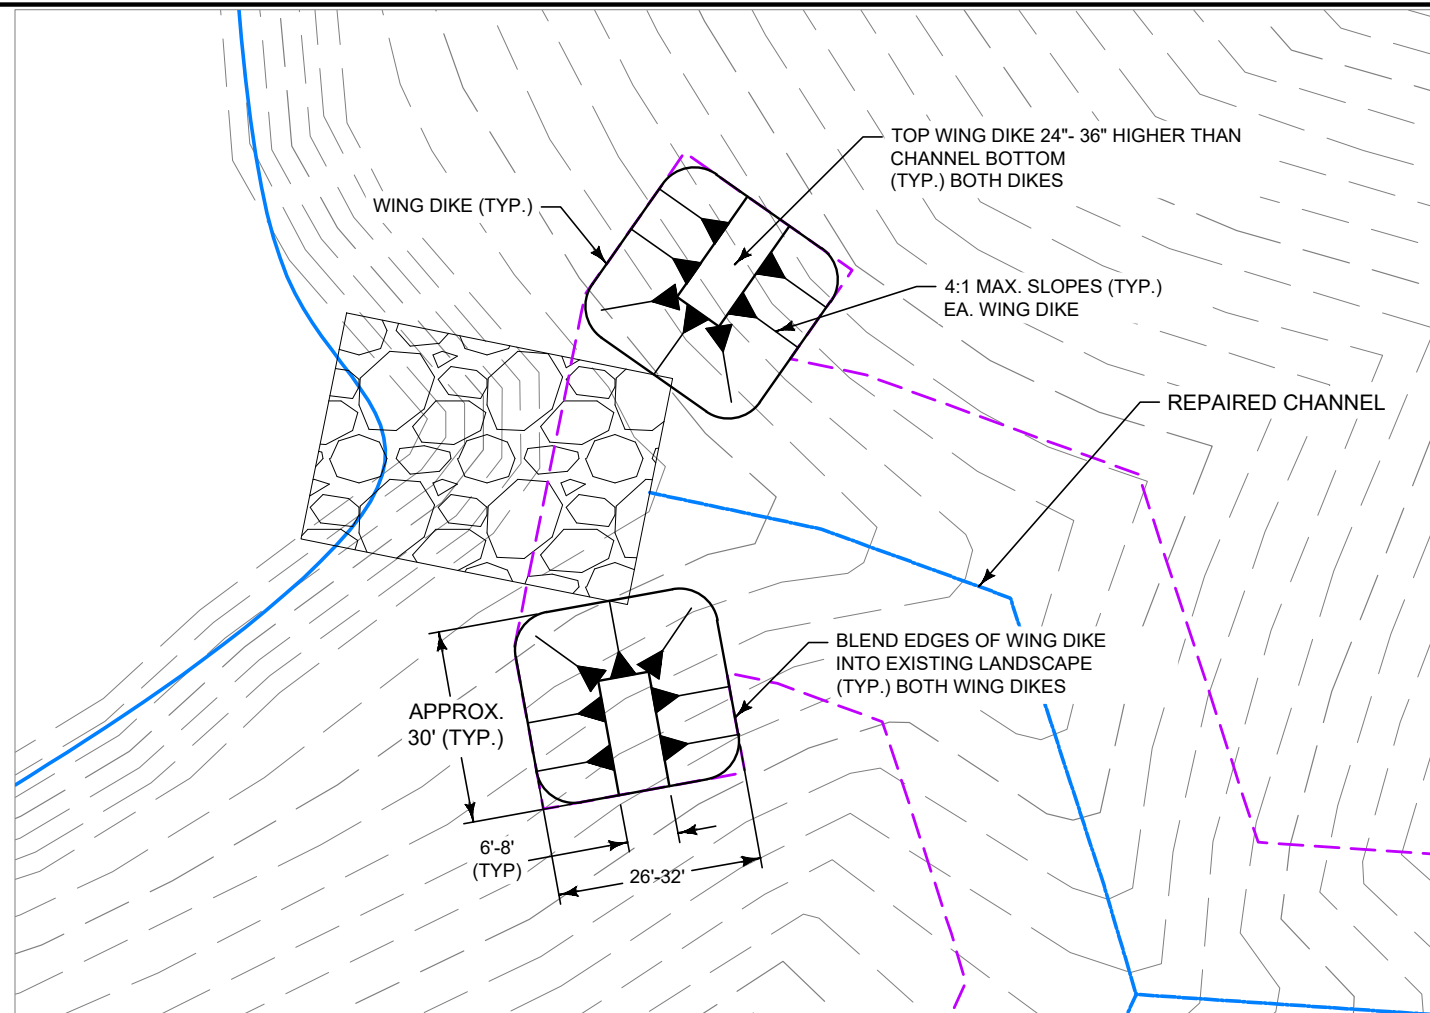 TOP WING DIKE 24"- 36" HIGHER THAN
CHANNEL BOTTOM
(TYP.) BOTH DIKES
WING DIKE (TYP.)
4:1 MAX. SLOPES (TYP.)
EA. WING DIKE
REPAIRED CHANNEL
BLEND EDGES OF WING DIKE
INTO EXISTING LANDSCAPE
(TYP.) BOTH WING DIKES
APPROX.
30' (TYP.)
6'-8'
(TYP)
26'-32'